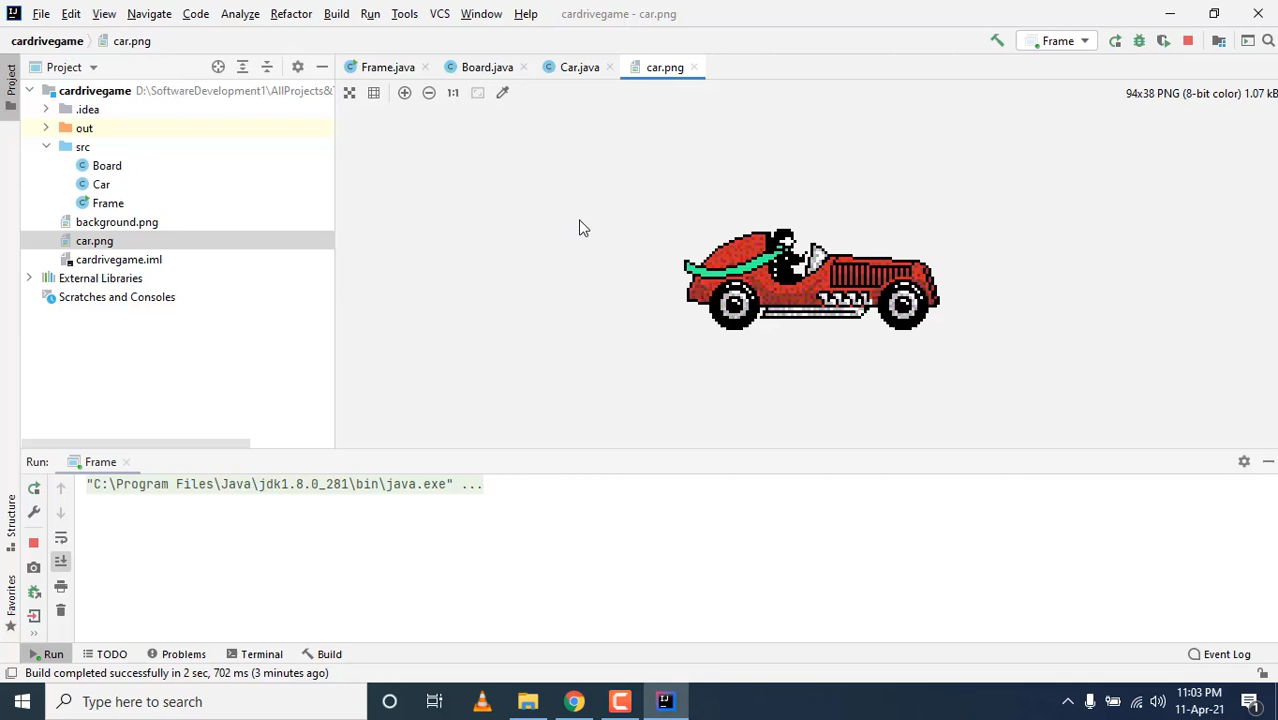 File Edit View Navigate Code Analyze Refactor Build Run Tools VCS Window Help cardrivegame - car.png
cardrivegame car.png Frame
Project
Project
Frame.java Board.java Car.java car.png
cardrivegame D:\SoftwareDevelopment1\AllProjects&
1:1 94x38 PNG (8-bit color) 1.07 kB
.idea
out
src
Board
Car
Frame
background.png
car.png
cardrivegame.iml
External Libraries
Scratches and Consoles
Run: Frame
"C:\Program Files\Java\jdk1.8.0_281\bin\java.exe" ...
Structure
Favorites
Run TODO Problems Terminal Build Event Log
Build completed successfully in 2 sec, 702 ms (3 minutes ago)
Type here to search
11:03 PM
11-Apr-21
1